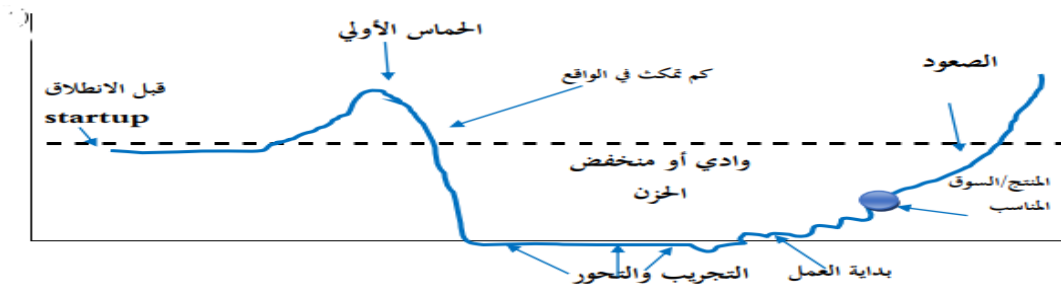 الحماس الأولي
كم تمكث في الواقع
الصعود
قبل الانطلاق
startup
وادي أو منخفض
الحزن
المنتج/السوق
المناسب
التجريب والتحور
بداية العمل